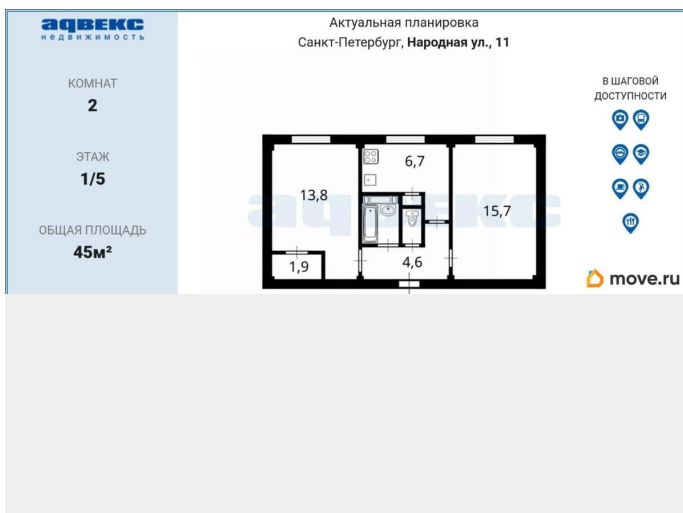 адвекс
недвижимость
КОМНАТ
2
ЭТАЖ
1/5
ОБЩАЯ ПЛОЩАДЬ
45м²
Актуальная планировка
Санкт-Петербург, Народная ул., 11
6,7
13,8
адвекс
15,7
1,9
4,6
В ШАГОВОЙ
ДОСТУПНОСТИ
move.ru